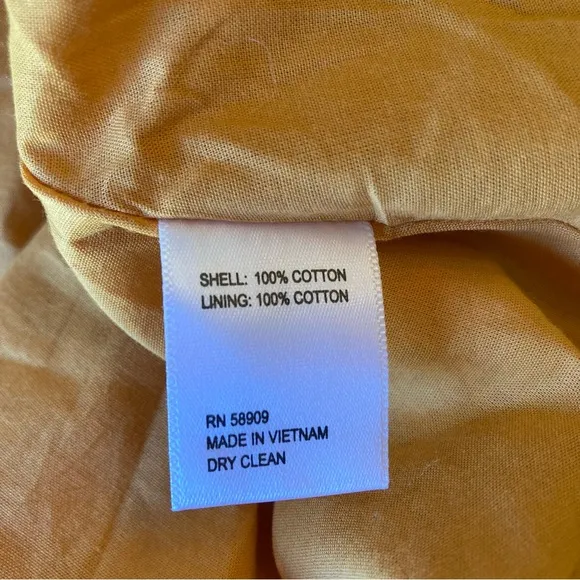 SHELL: 100% COTTON
LINING: 100% COTTON
RN 58909
MADE IN VIETNAM
DRY CLEAN